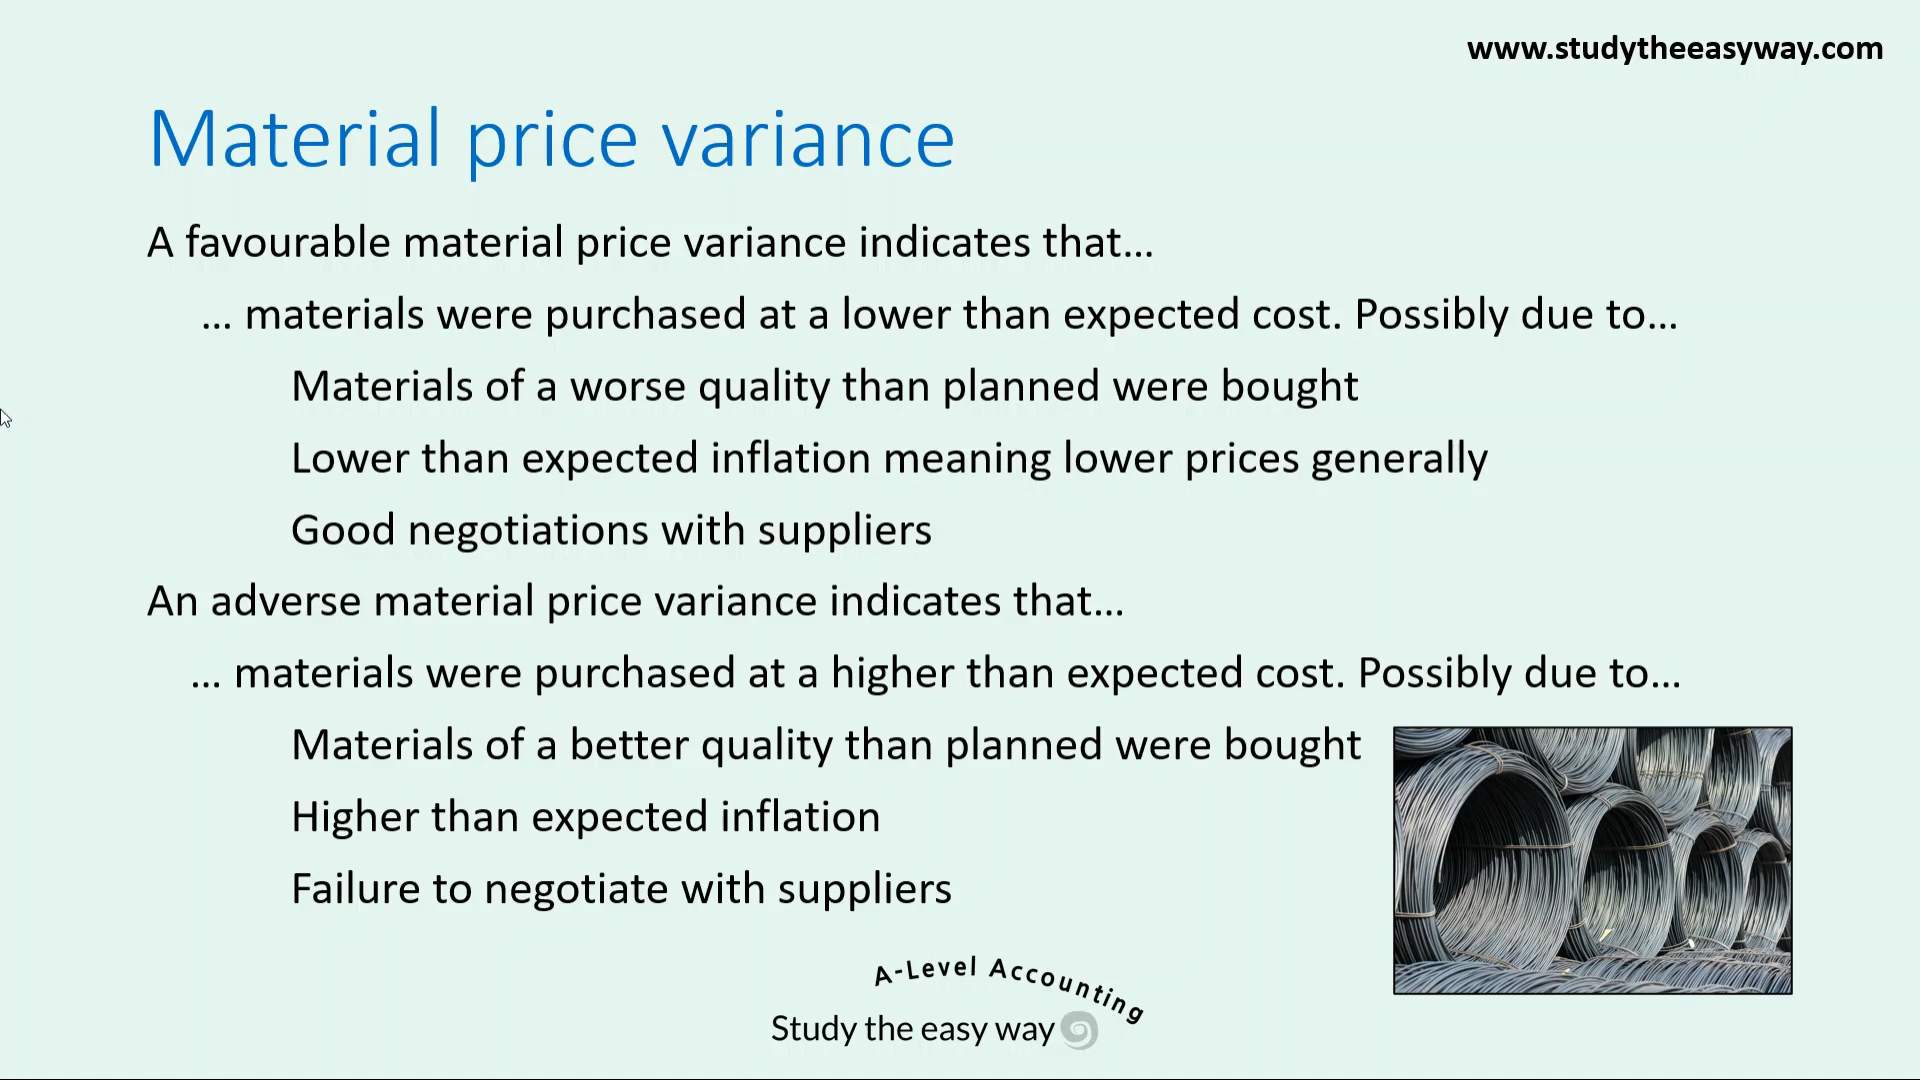 www.studytheeasyway.com
Material price variance
A favourable material price variance indicates that…
… materials were purchased at a lower than expected cost. Possibly due to…
Materials of a worse quality than planned were bought
Lower than expected inflation meaning lower prices generally
Good negotiations with suppliers
An adverse material price variance indicates that…
… materials were purchased at a higher than expected cost. Possibly due to…
Materials of a better quality than planned were bought
Higher than expected inflation
Failure to negotiate with suppliers
A-Level Accounting
Study the easy way